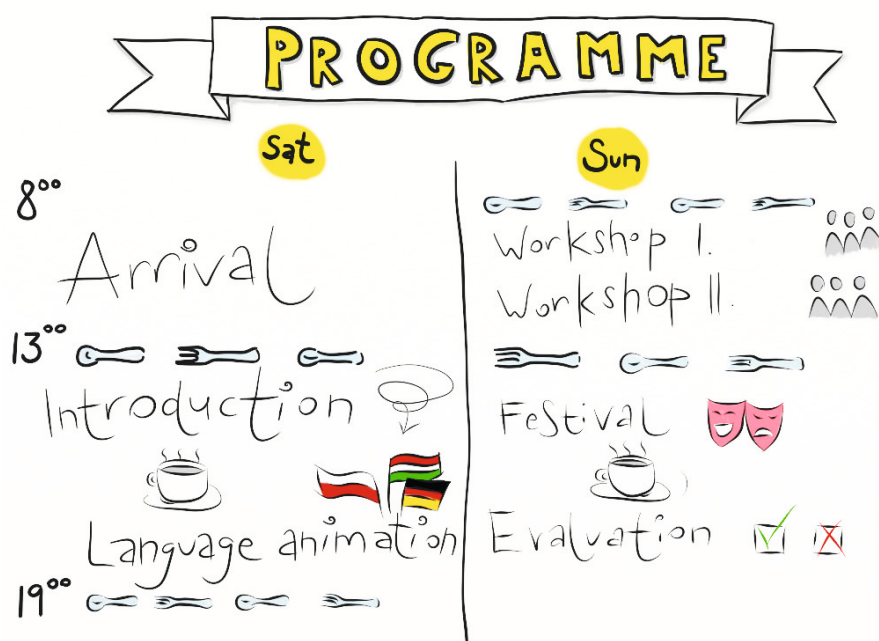 PROGRAMME
Sat
Sun
8⁰⁰
Arrival
Workshop I.
Workshop II.
13⁰⁰
Introduction
Festival
Language animation
Evaluation
19⁰⁰